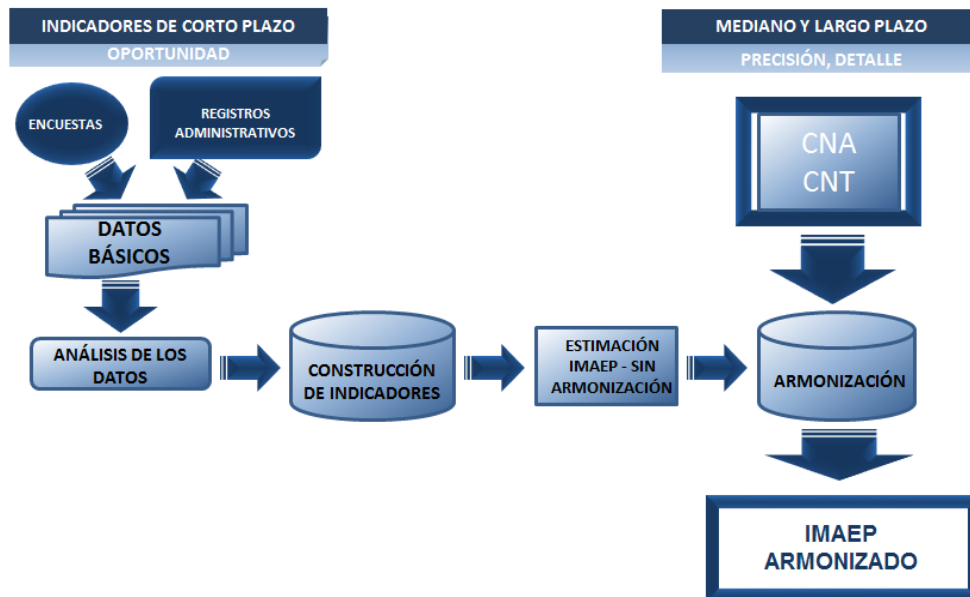 INDICADORES DE CORTO PLAZO
OPORTUNIDAD
ENCUESTAS
REGISTROS
ADMINISTRATIVOS
DATOS
BÁSICOS
ANÁLISIS DE LOS
DATOS
CONSTRUCCIÓN
DE INDICADORES
ESTIMACIÓN
IMAEP - SIN
ARMONIZACIÓN
MEDIANO Y LARGO PLAZO
PRECISIÓN, DETALLE
CNA
CNT
ARMONIZACIÓN
IMAEP
ARMONIZADO